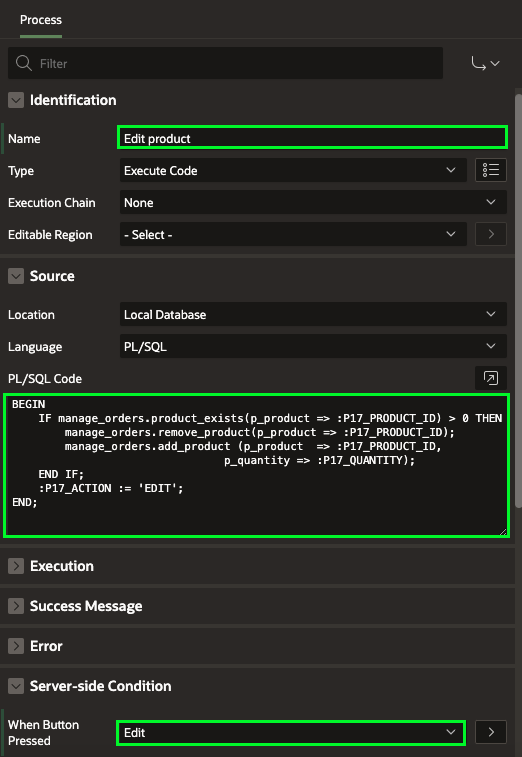 Process
Filter
Identification
Name Edit product
Type Execute Code
Execution Chain None
Editable Region - Select -
Source
Location Local Database
Language PL/SQL
PL/SQL Code
BEGIN
    IF manage_orders.product_exists(p_product => :P17_PRODUCT_ID) > 0 THEN
        manage_orders.remove_product(p_product => :P17_PRODUCT_ID);
        manage_orders.add_product (p_product  => :P17_PRODUCT_ID,
                                p_quantity => :P17_QUANTITY);
    END IF;
    :P17_ACTION := 'EDIT';
END;
Execution
Success Message
Error
Server-side Condition
When Button
Pressed
Edit